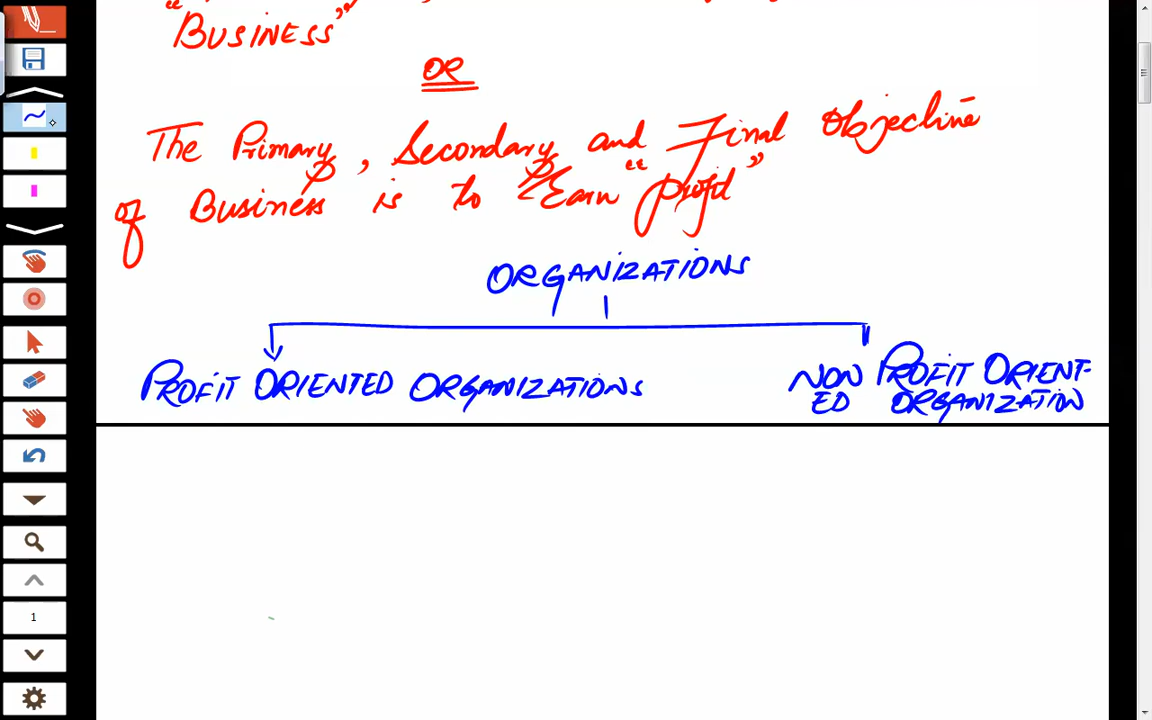 BUSINESS"
OR
The Primary, Secondary and Final Objective
of Business is to Earn "Profit"
ORGANIZATIONS
PROFIT ORIENTED ORGANIZATIONS
NON PROFIT ORIENT-
ED ORGANIZATION
1